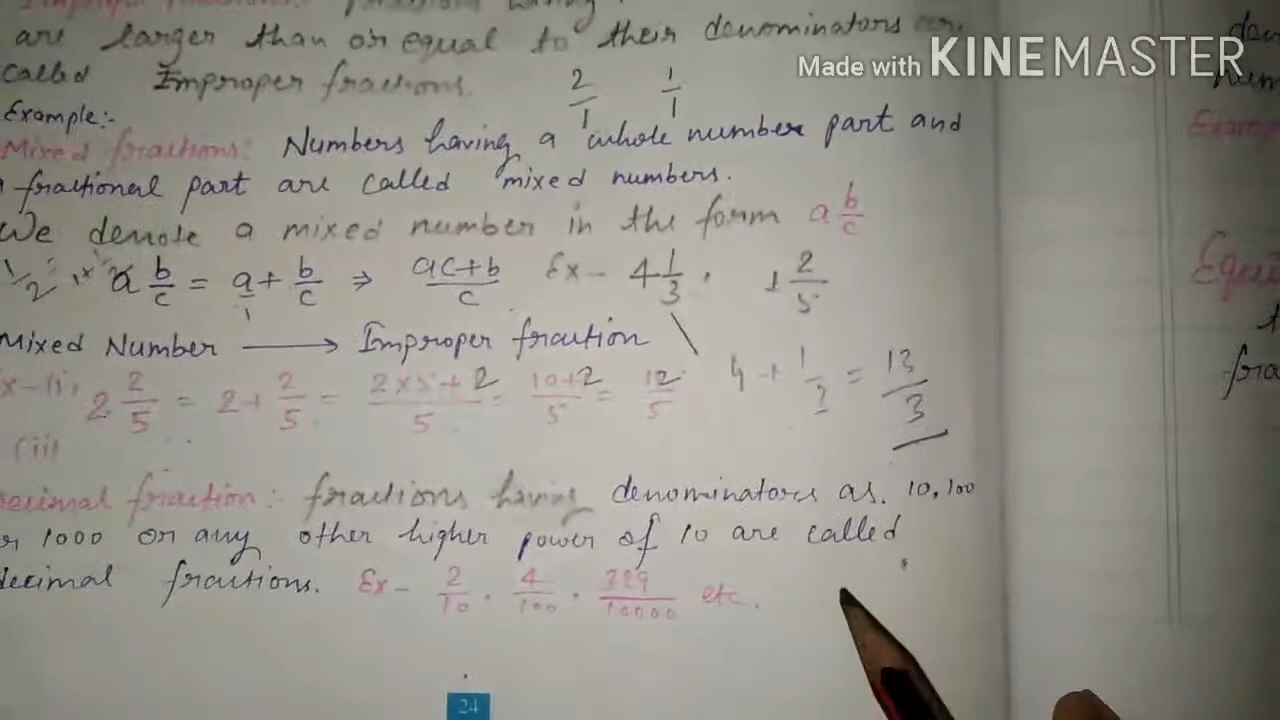 are larger than or equal to their denominators are
Made with KINEMASTER
called Improper fractions. 2/1 1/1
Example:-
Mixed fractions: Numbers having a whole number part and
fractional part are called mixed numbers.
We denote a mixed number in the form a b/c
1/2 a b/c = a/1 + b/c ⇒ ac+b/c Ex- 4 1/3, 1 2/5
Mixed Number ⟶ Improper fraction
2 2/5 = 2 + 2/5 = 2×5+2/5 = 10+2/5 = 12/5 4 + 1/3 = 13/3
(ii)
decimal fraction: fractions having denominators as. 10, 100
or 1000 or any other higher power of 10 are called
decimal fractions. Ex- 2/10, 4/100, 329/10000 etc.
24